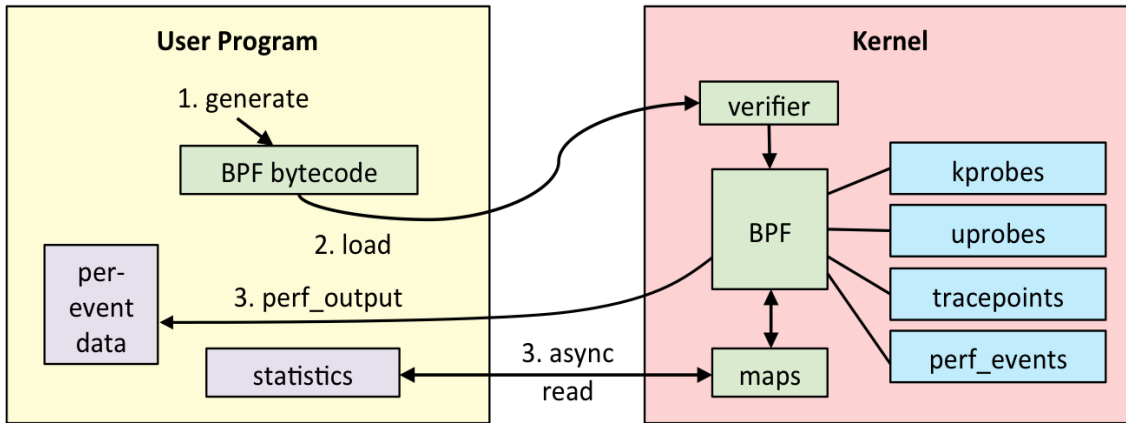 User Program
1. generate
BPF bytecode
2. load
per-
event
data
3. perf_output
statistics
3. async
read
Kernel
verifier
BPF
maps
kprobes
uprobes
tracepoints
perf_events